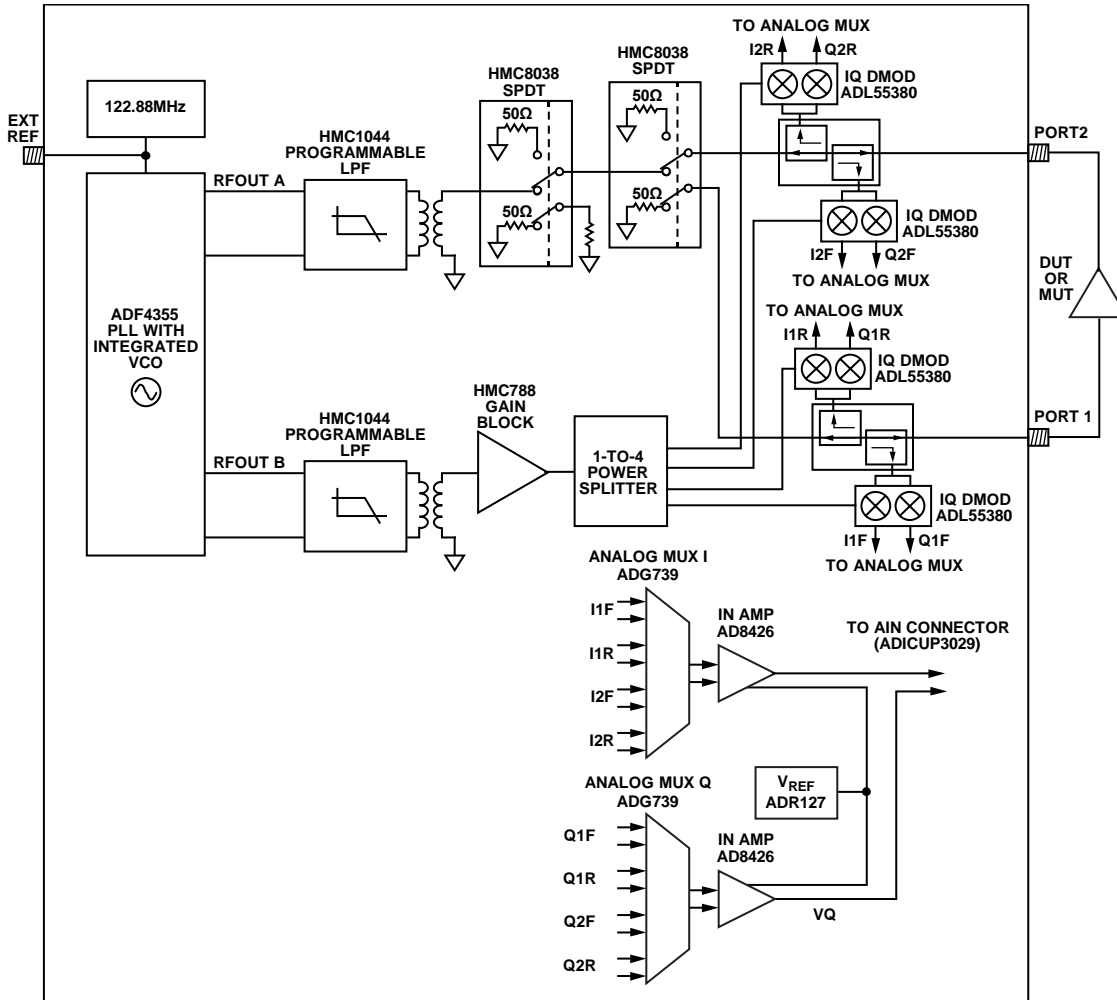 TO ANALOG MUX
I2R
Q2R
HMC8038
SPDT
HMC8038
SPDT
IQ DMOD
ADL55380
122.88MHz
50Ω
50Ω
EXT
REF
HMC1044
PROGRAMMABLE
LPF
PORT2
RFOUT A
50Ω
50Ω
IQ DMOD
ADL55380
I2F
Q2F
TO ANALOG MUX
DUT
OR
MUT
ADF4355
PLL WITH
INTEGRATED
VCO
TO ANALOG MUX
I1R
Q1R
IQ DMOD
ADL55380
HMC788
GAIN
BLOCK
HMC1044
PROGRAMMABLE
LPF
PORT 1
RFOUT B
1-TO-4
POWER
SPLITTER
IQ DMOD
ADL55380
I1F
Q1F
TO ANALOG MUX
ANALOG MUX I
ADG739
I1F
I1R
I2F
I2R
IN AMP
AD8426
TO AIN CONNECTOR
(ADICUP3029)
VREF
ADR127
ANALOG MUX Q
ADG739
Q1F
Q1R
Q2F
Q2R
IN AMP
AD8426
VQ